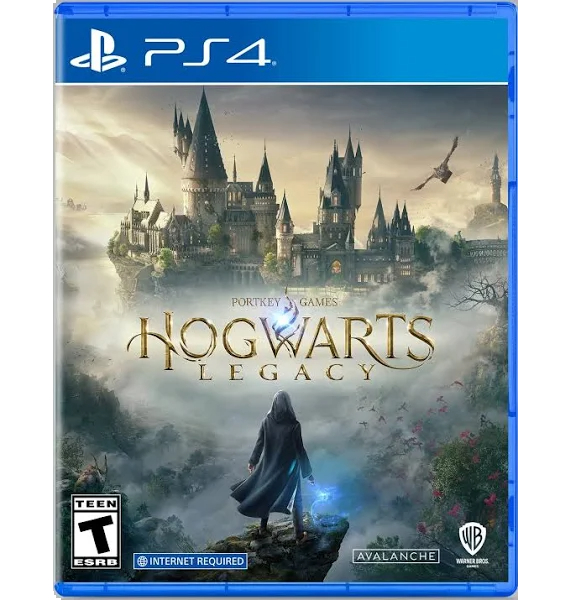 PS4
PORTKEY GAMES
HOGWARTS
LEGACY
TEEN
T
ESRB
INTERNET REQUIRED
AVALANCHE
WB
WARNER BROS.
GAMES